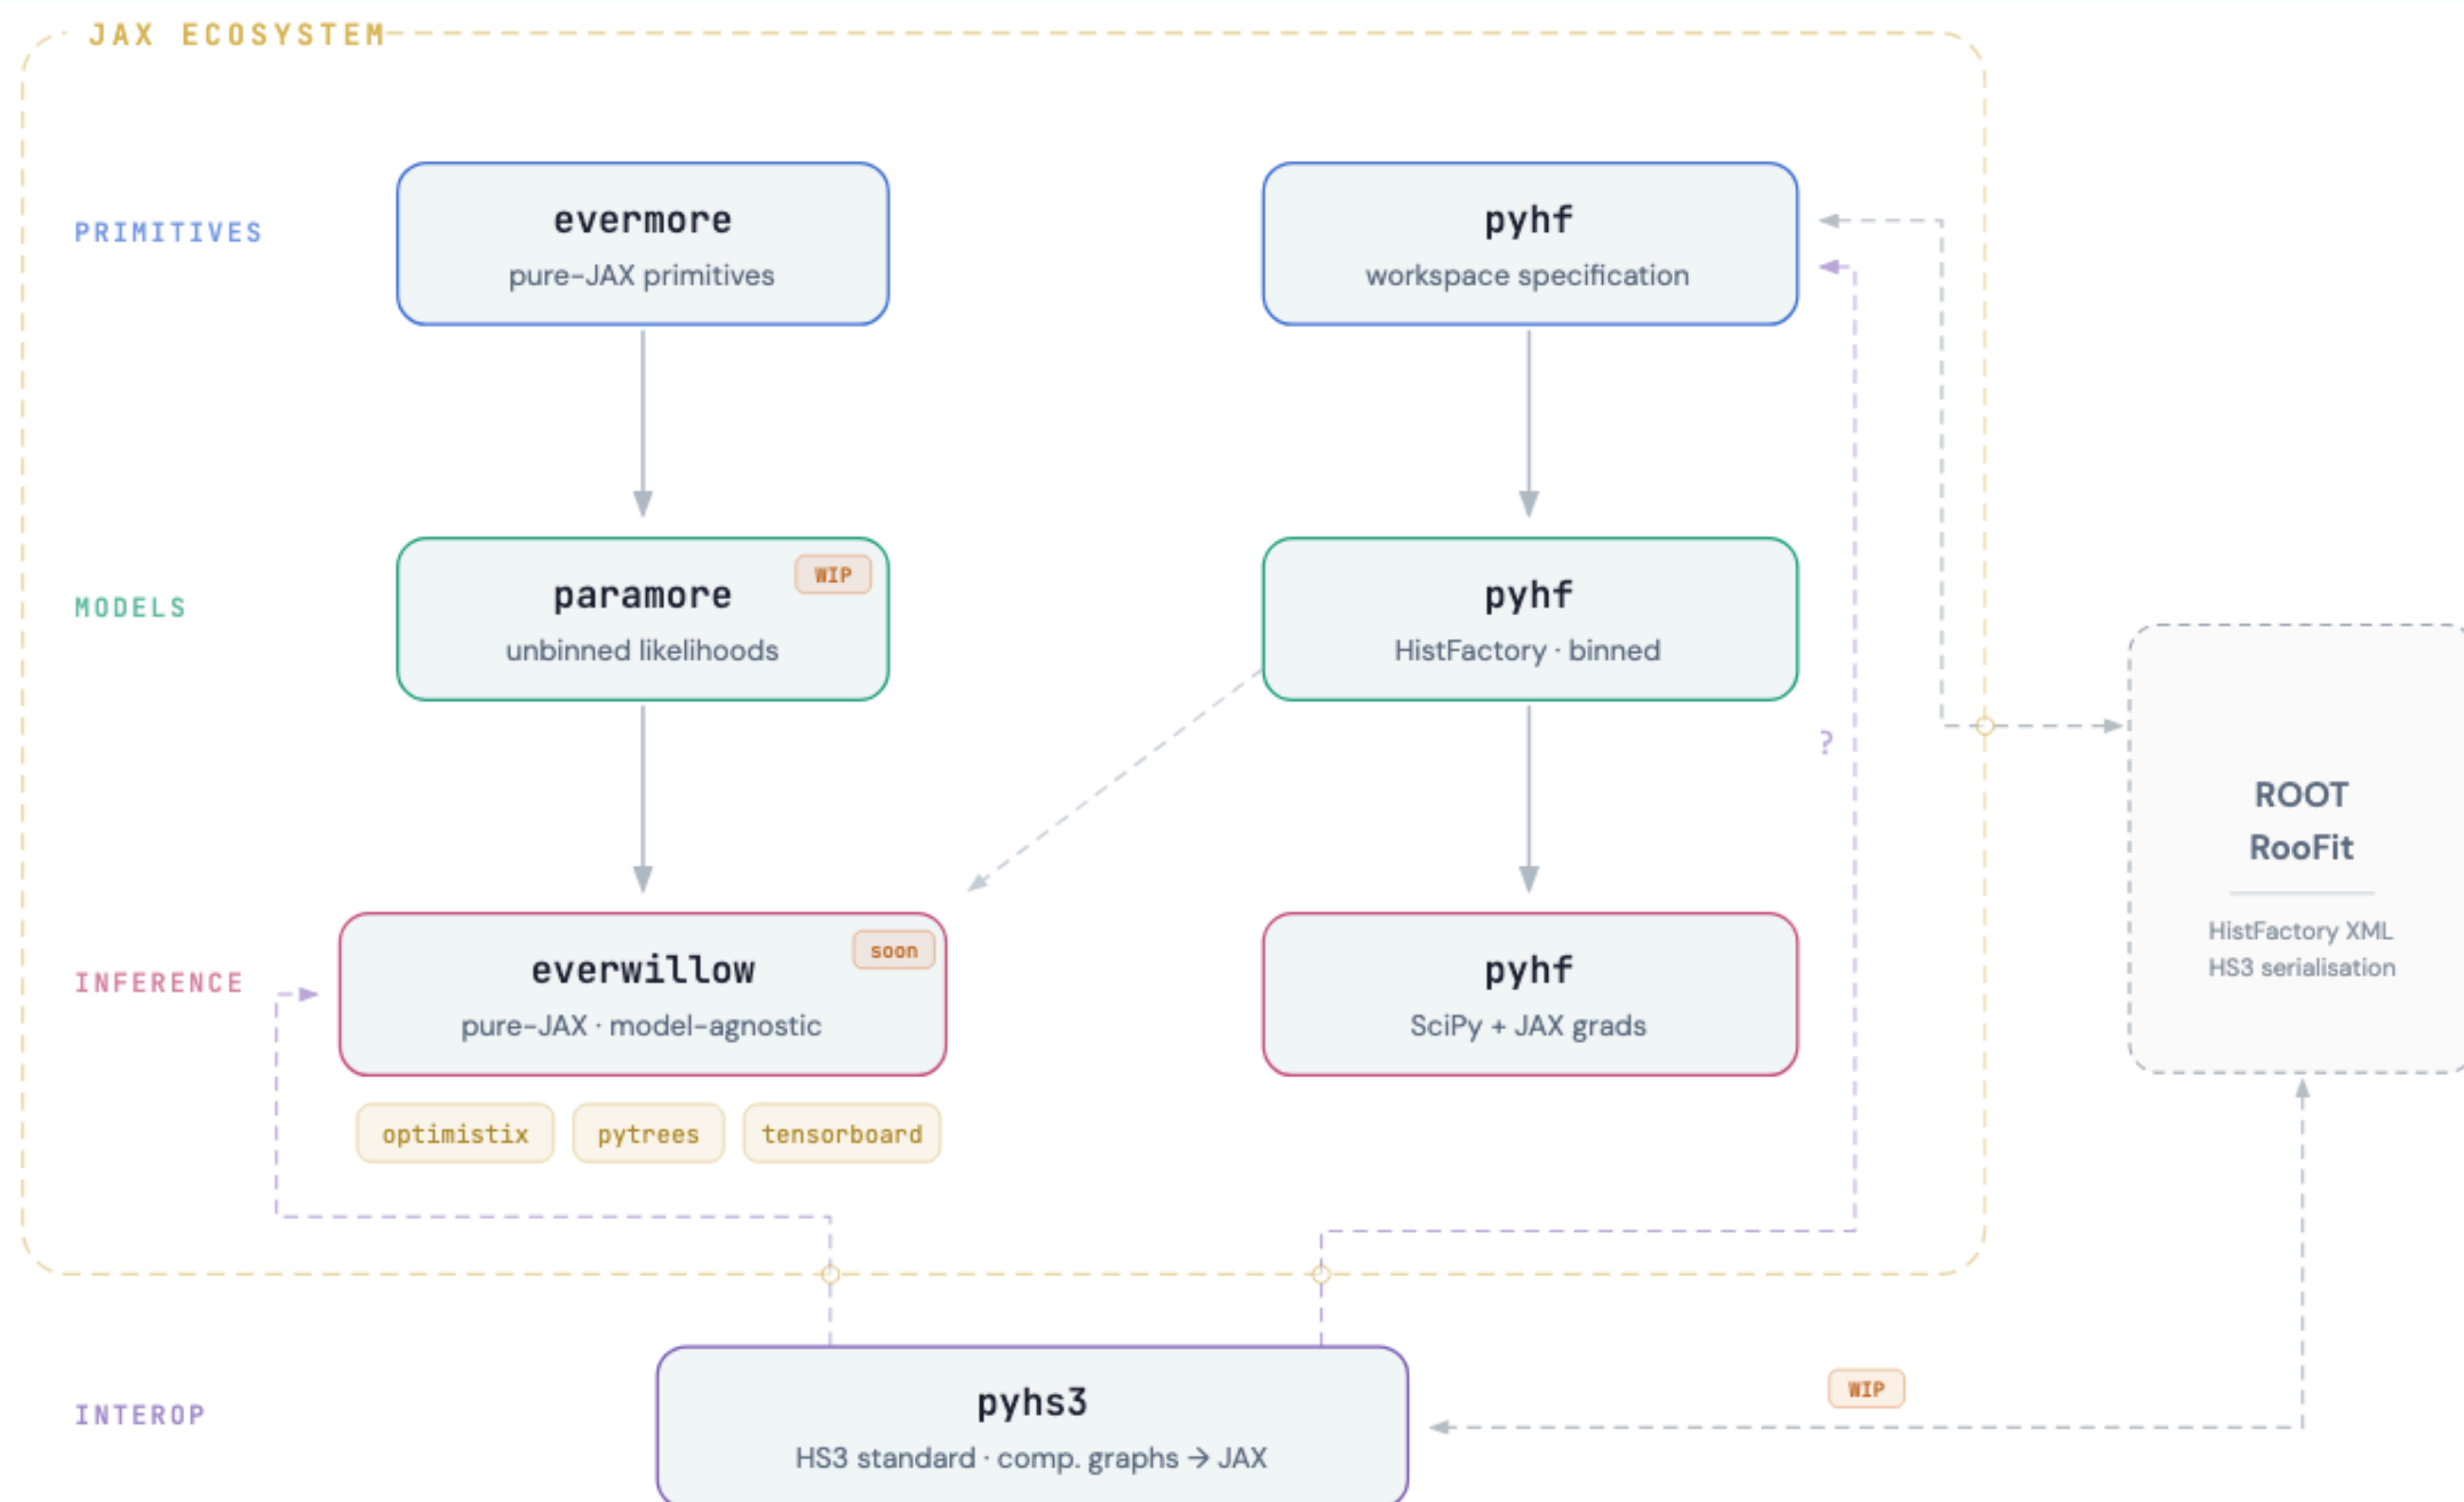 JAX ECOSYSTEM
PRIMITIVES
evermore
pure-JAX primitives
pyhf
workspace specification
MODELS
paramore
WIP
unbinned likelihoods
pyhf
HistFactory · binned
?
ROOT
RooFit
HistFactory XML
HS3 serialisation
INFERENCE
everwillow
soon
pure-JAX · model-agnostic
pyhf
SciPy + JAX grads
optimistix
pytrees
tensorboard
INTEROP
pyhs3
HS3 standard · comp. graphs → JAX
WIP